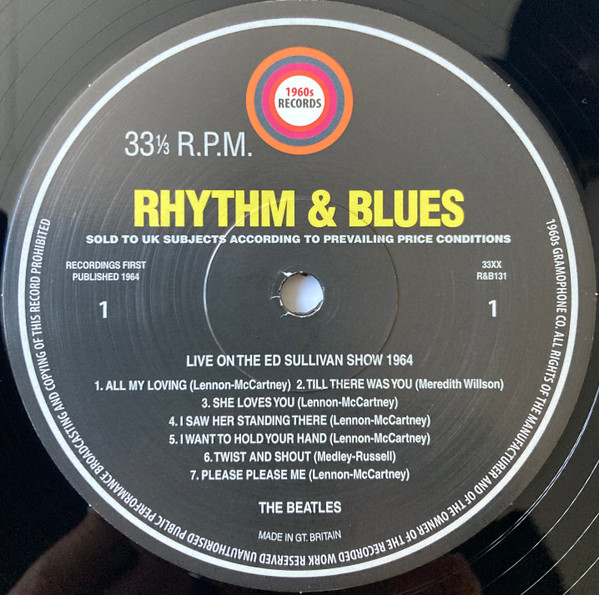 1960s
RECORDS
33⅓ R.P.M.
RHYTHM & BLUES
SOLD TO UK SUBJECTS ACCORDING TO PREVAILING PRICE CONDITIONS
RECORDINGS FIRST
PUBLISHED 1964
33XX
R&B131
1
1
LIVE ON THE ED SULLIVAN SHOW 1964
1. ALL MY LOVING (Lennon-McCartney) 2. TILL THERE WAS YOU (Meredith Willson)
3. SHE LOVES YOU (Lennon-McCartney)
4. I SAW HER STANDING THERE (Lennon-McCartney)
5. I WANT TO HOLD YOUR HAND (Lennon-McCartney)
6. TWIST AND SHOUT (Medley-Russell)
7. PLEASE PLEASE ME (Lennon-McCartney)
THE BEATLES
MADE IN GT. BRITAIN
1960s GRAMOPHONE CO. ALL RIGHTS OF THE MANUFACTURER AND OF THE OWNER OF THE RECORDED WORK RESERVED UNAUTHORISED PUBLIC PERFORMANCE BROADCASTING AND COPYING OF THIS RECORD PROHIBITED